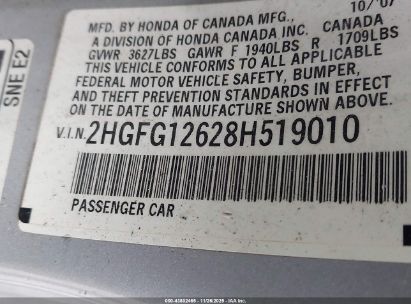 MFD. BY HONDA OF CANADA MFG., 10/'07
A DIVISION OF HONDA CANADA INC. CANADA
GVWR 3627LBS GAWR F 1940LBS R 1709LBS
THIS VEHICLE CONFORMS TO ALL APPLICABLE
FEDERAL MOTOR VEHICLE SAFETY, BUMPER,
AND THEFT PREVENTION STANDARDS IN EFFECT
ON THE DATE OF MANUFACTURE SHOWN ABOVE.
V.I.N. 2HGFG12628H519010
PASSENGER CAR
SNE E2